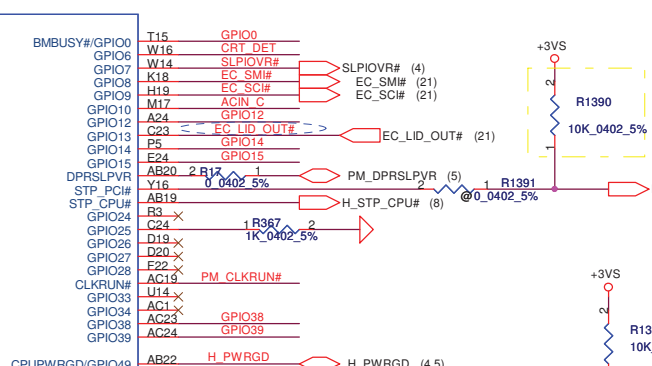 BMBUSY#/GPIO0 T15 GPIO0
GPIO6 W16 CRT_DET
GPIO7 W14 SLPIOVR# SLPIOVR# (4)
GPIO8 K18 EC_SMI# EC_SMI# (21)
GPIO9 H19 EC_SCI# EC_SCI# (21)
GPIO10 M17 ACIN_C
GPIO12 A24 GPIO12
GPIO13 C23 EC_LID_OUT# EC_LID_OUT# (21)
GPIO14 P5 GPIO14
GPIO15 E24 GPIO15
DPRSLPVR AB20 2 R17 1 PM_DPRSLPVR (5)
0_0402_5%
STP_PCI# Y16 2 1 R1391
@0_0402_5%
STP_CPU# AB19 H_STP_CPU# (8)
GPIO24 R3
GPIO25 C24 1 R367 2
1K_0402_5%
GPIO26 D19
GPIO27 D20
GPIO28 F22
CLKRUN# AC19 PM_CLKRUN#
GPIO33 U14
GPIO34 AC1
GPIO38 AC23 GPIO38
GPIO39 AC24 GPIO39
CPUPWRGD/GPIO49 AB22 H_PWRGD H_PWRGD (4,5)
+3VS
2
R1390
10K_0402_5%
1
+3VS
2
R13
10K